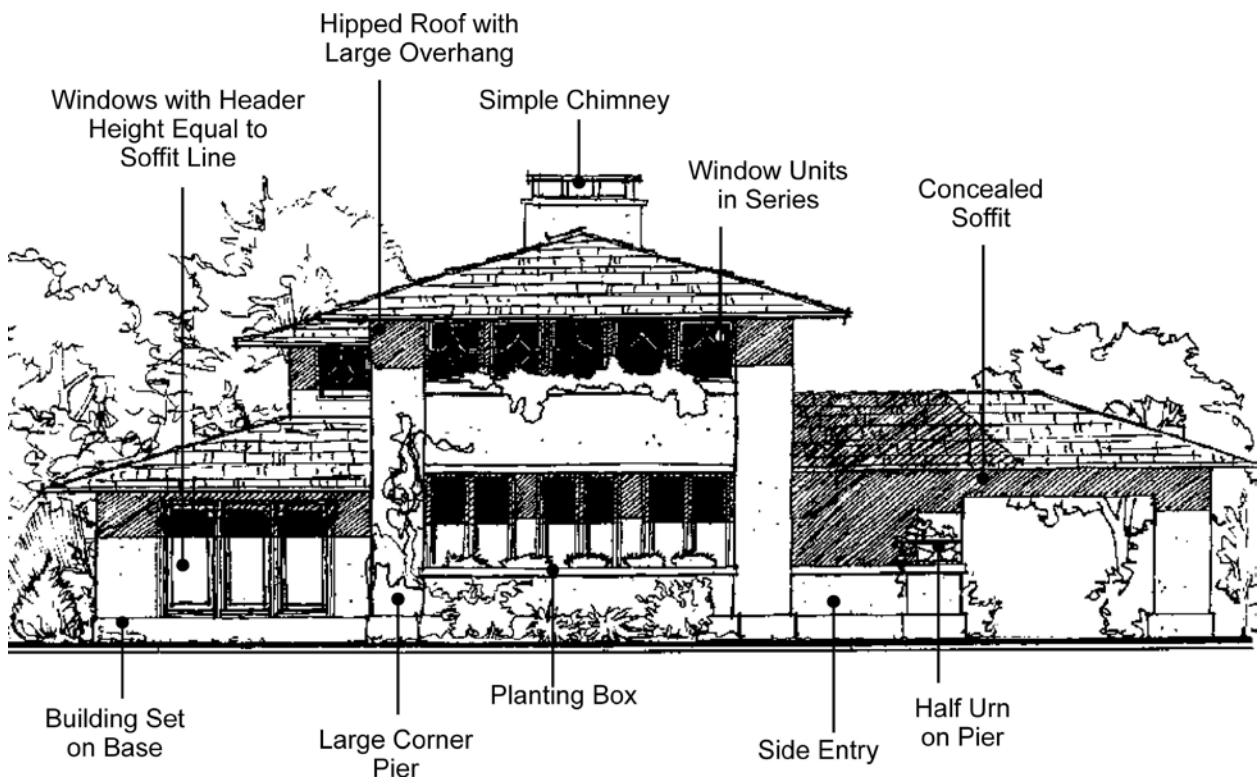 Hipped Roof with
Large Overhang
Windows with Header
Height Equal to
Soffit Line
Simple Chimney
Window Units
in Series
Concealed
Soffit
Building Set
on Base
Large Corner
Pier
Planting Box
Side Entry
Half Urn
on Pier